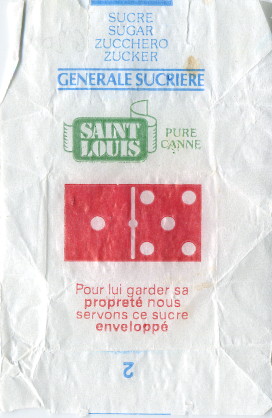 SUCRE
SUGAR
ZUCCHERO
ZUCKER
GENERALE SUCRIERE
SAINT
LOUIS
PURE
CANNE
Pour lui garder sa
propreté nous
servons ce sucre
enveloppé
2